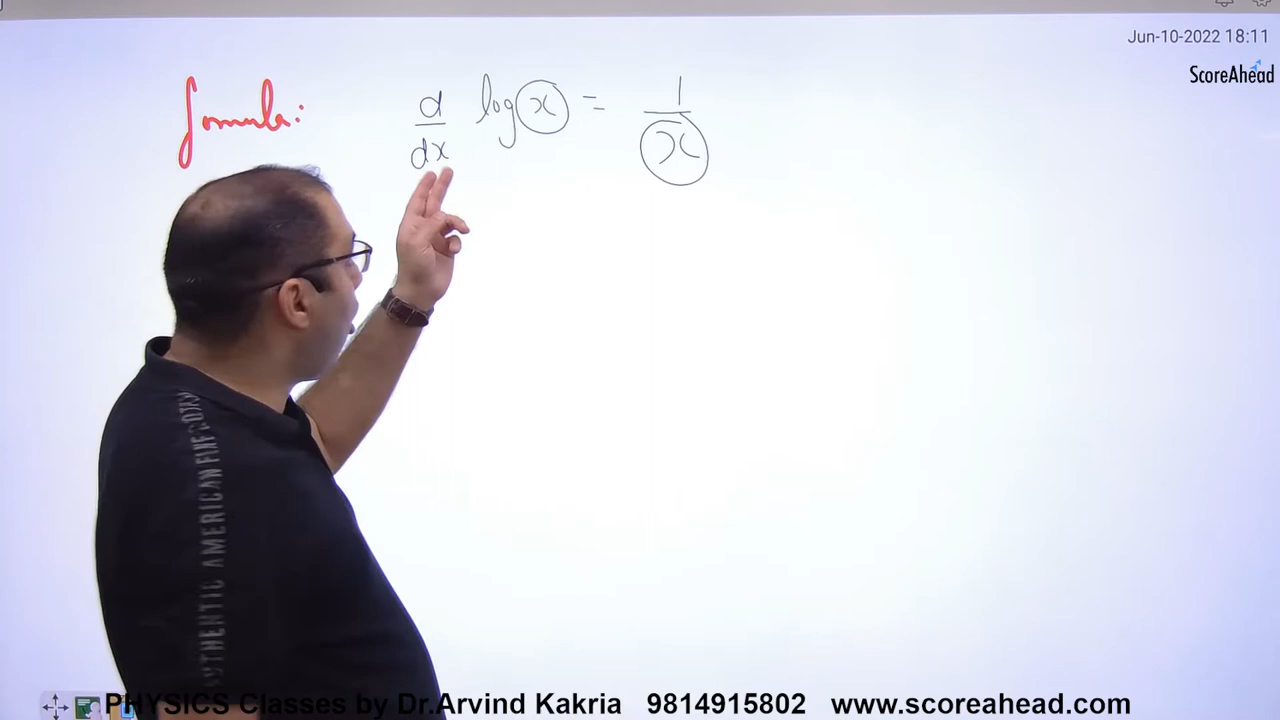 Jun-10-2022 18:11
ScoreAhead
formula: d/dx log x = 1/x
AUTHENTIC AMERICAN
PHYSICS Classes by Dr.Arvind Kakria 9814915802 www.scoreahead.com